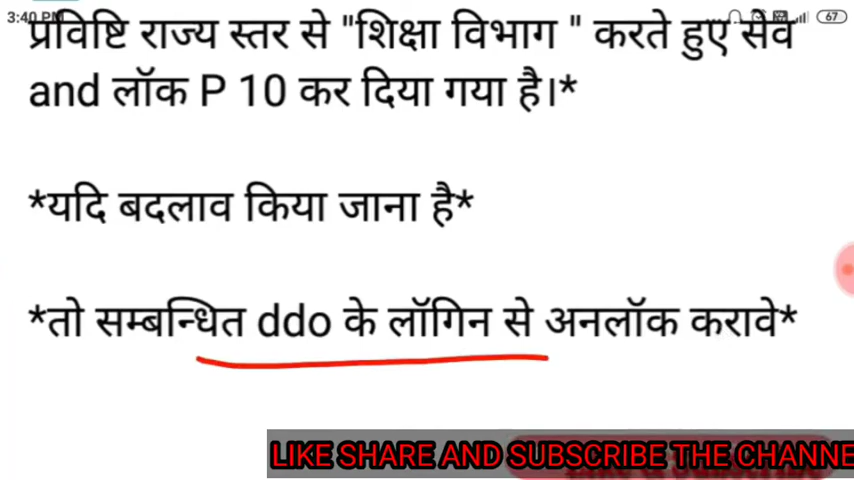 3:40 PM 67
प्रविष्टि राज्य स्तर से "शिक्षा विभाग " करते हुए सेव
and लॉक P 10 कर दिया गया है।*
*यदि बदलाव किया जाना है*
*तो सम्बन्धित ddo के लॉगिन से अनलॉक करावे*
LIKE SHARE AND SUBSCRIBE THE CHANNE